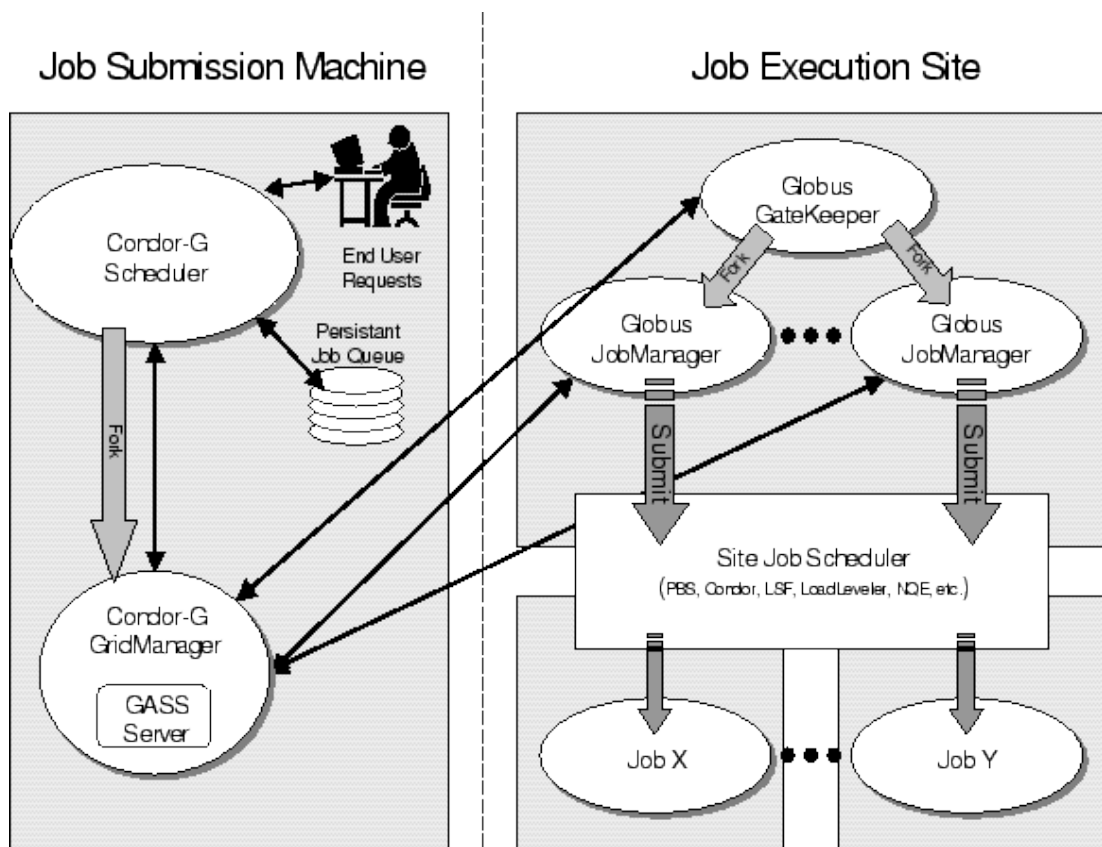 Job Submission Machine
Job Execution Site
Condor-G
Scheduler
End User
Requests
Persistant
Job Queue
Fork
Condor-G
GridManager
GASS
Server
Globus
GateKeeper
Fork
Fork
Globus
JobManager
Globus
JobManager
Submit
Submit
Site Job Scheduler
(PBS, Condor, LSF, LoadLeveler, NQE, etc.)
Job X
Job Y